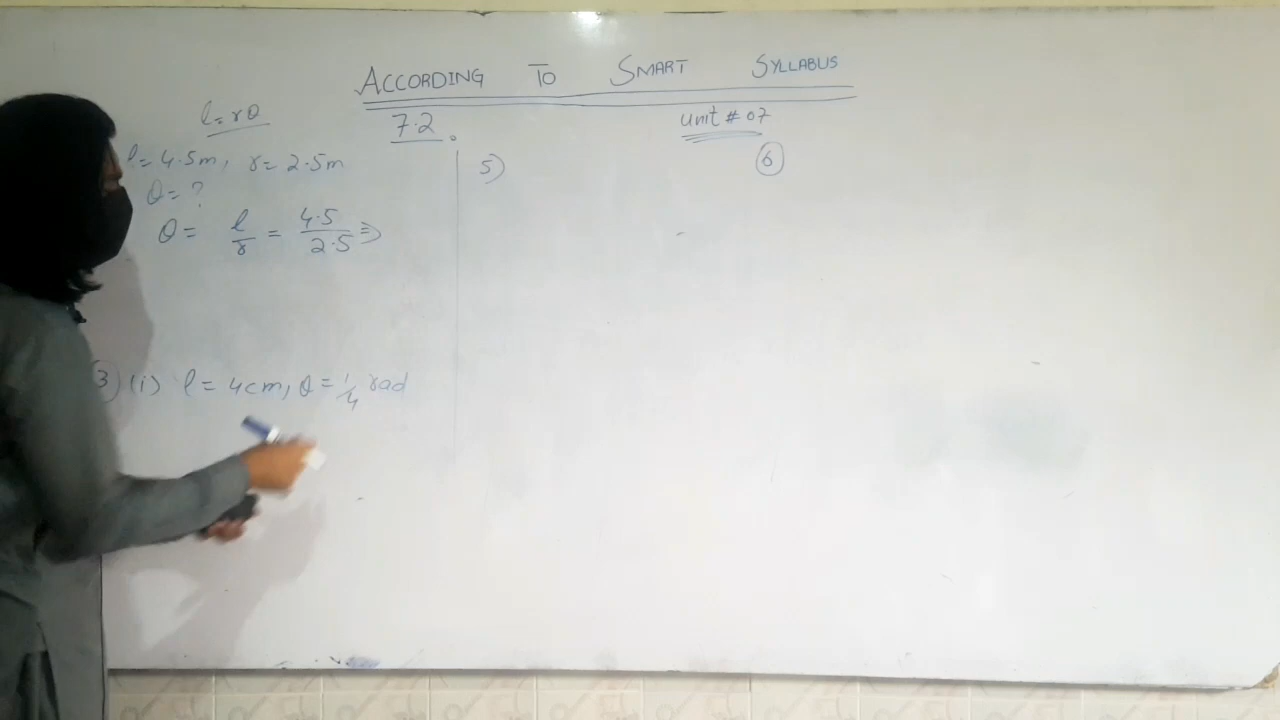 ACCORDING TO SMART SYLLABUS
7.2
Unit # 07
l = rθ
l = 4.5m, r = 2.5m
θ = ?
θ = l/r = 4.5/2.5 ⇒
3) (i) l = 4cm, θ = 1/4 rad
5)
6